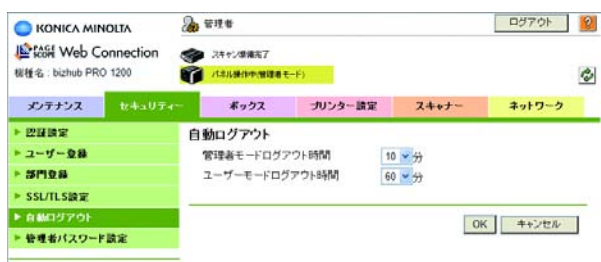 KONICA MINOLTA
管理者
ログアウト
?
PAGE SCOPE Web Connection
スキャン準備完了
機種名 : bizhub PRO 1200
パネル操作中(管理者モード)
メンテナンス
セキュリティー
ボックス
プリンター設定
スキャナー
ネットワーク
認証設定
ユーザー登録
部門登録
SSL/TLS設定
自動ログアウト
管理者パスワード設定
自動ログアウト
管理者モードログアウト時間 10 分
ユーザーモードログアウト時間 60 分
OK
キャンセル